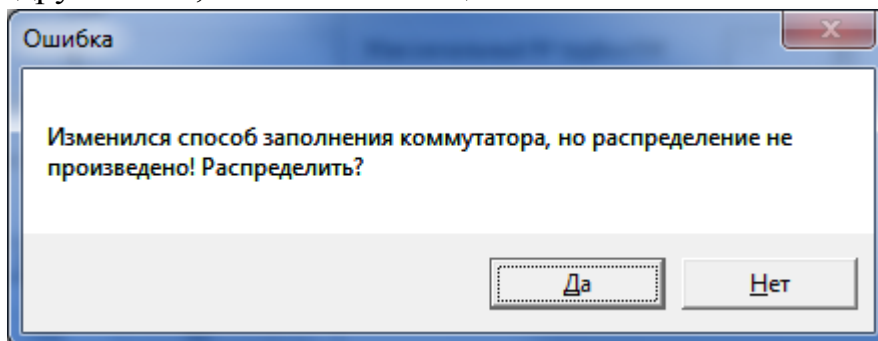 Ошибка
Изменился способ заполнения коммутатора, но распределение не
произведено! Распределить?
Да
Нет